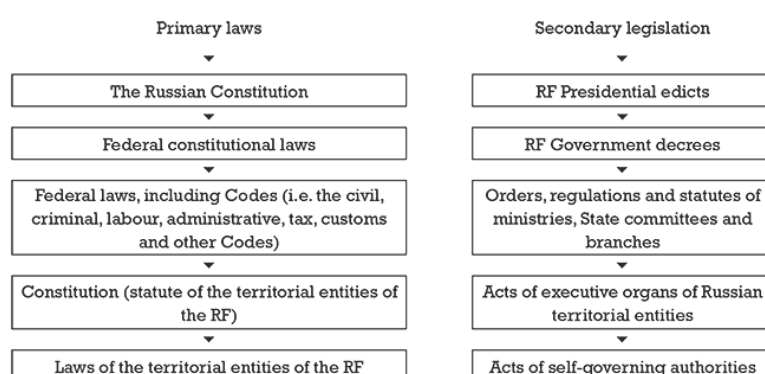 Primary laws
The Russian Constitution
Federal constitutional laws
Federal laws, including Codes (i.e. the civil,
criminal, labour, administrative, tax, customs
and other Codes)
Constitution (statute of the territorial entities of
the RF)
Laws of the territorial entities of the RF
Secondary legislation
RF Presidential edicts
RF Government decrees
Orders, regulations and statutes of
ministries, State committees and
branches
Acts of executive organs of Russian
territorial entities
Acts of self-governing authorities